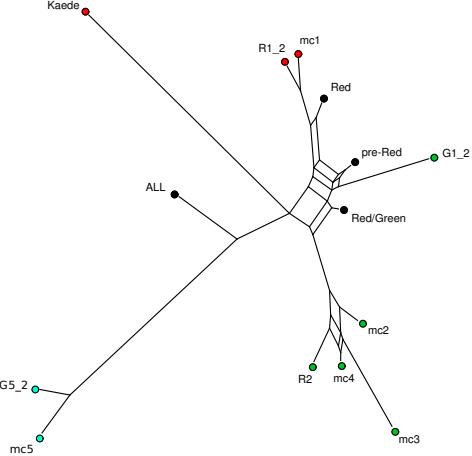 Kaede
R1_2
mc1
Red
pre-Red
G1_2
ALL
Red/Green
mc2
R2
mc4
G5_2
mc3
mc5